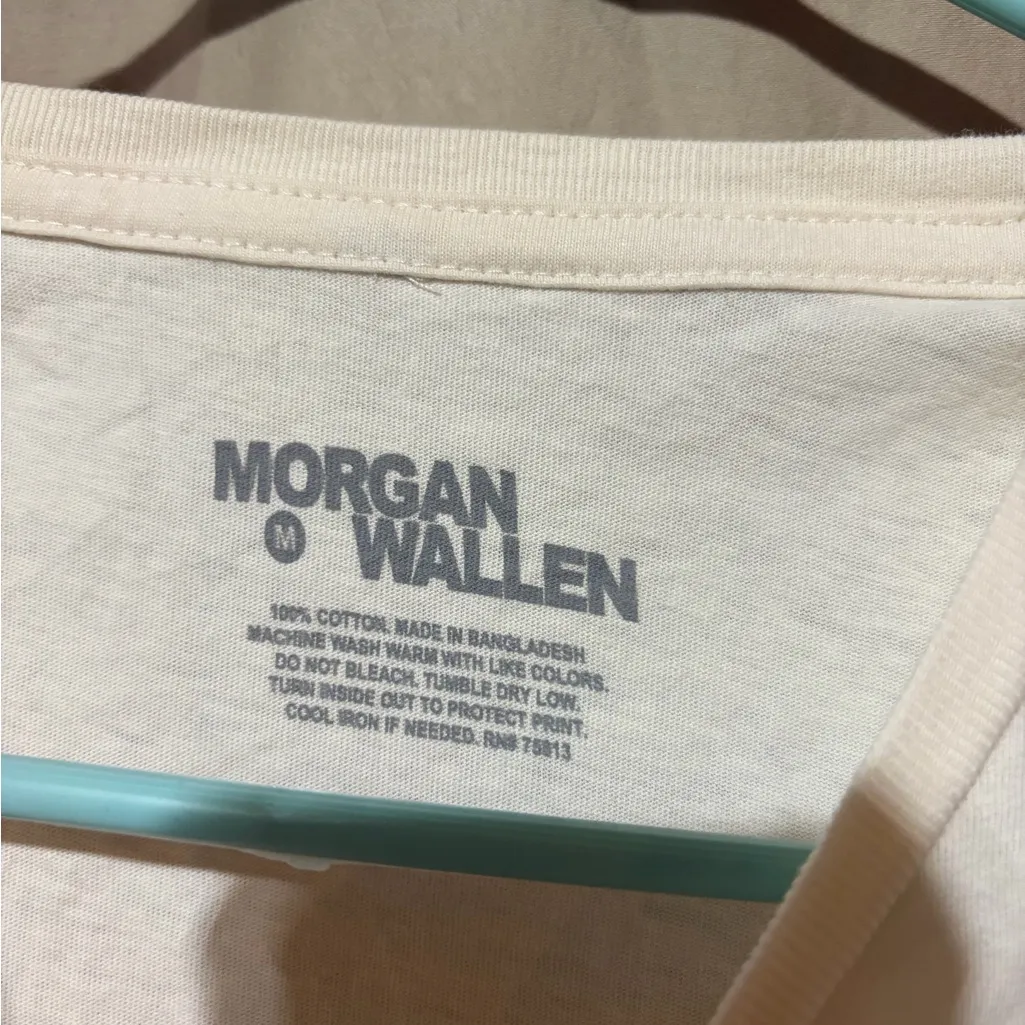 MORGAN
M WALLEN
100% COTTON. MADE IN BANGLADESH
MACHINE WASH WARM WITH LIKE COLORS.
DO NOT BLEACH. TUMBLE DRY LOW.
TURN INSIDE OUT TO PROTECT PRINT.
COOL IRON IF NEEDED. RN# 75813